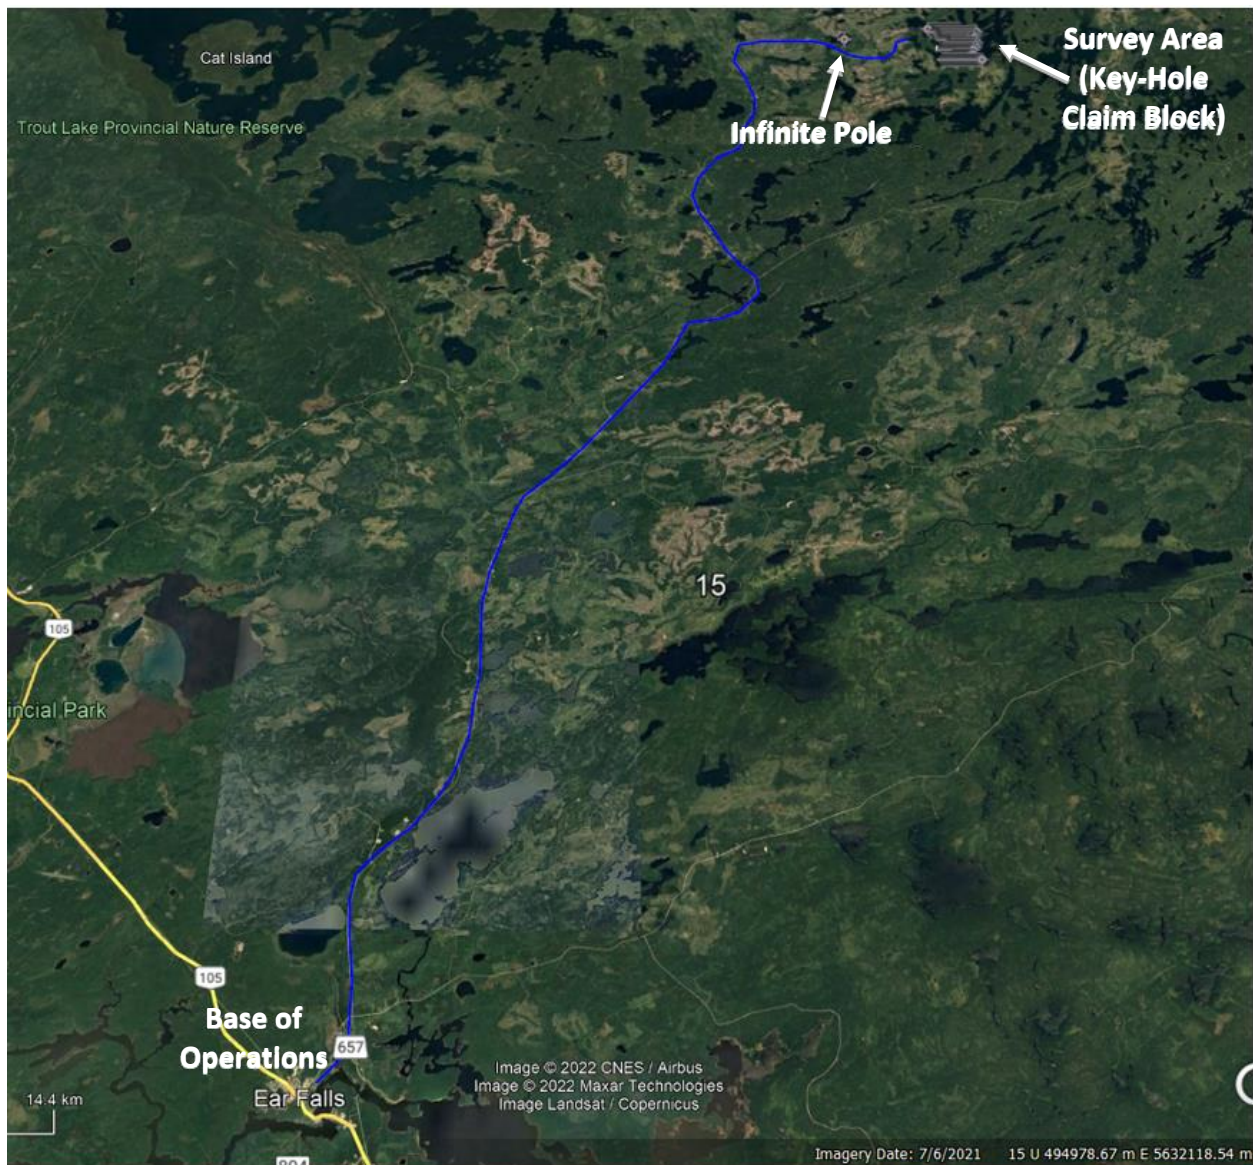 Cat Island
Trout Lake Provincial Nature Reserve
Survey Area
(Key-Hole
Claim Block)
Infinite Pole
15
105
incial Park
105
Base of
Operations
657
Ear Falls
14.4 km
Image © 2022 CNES / Airbus
Image © 2022 Maxar Technologies
Image Landsat / Copernicus
Imagery Date: 7/6/2021 15 U 494978.67 m E 5632118.54 m